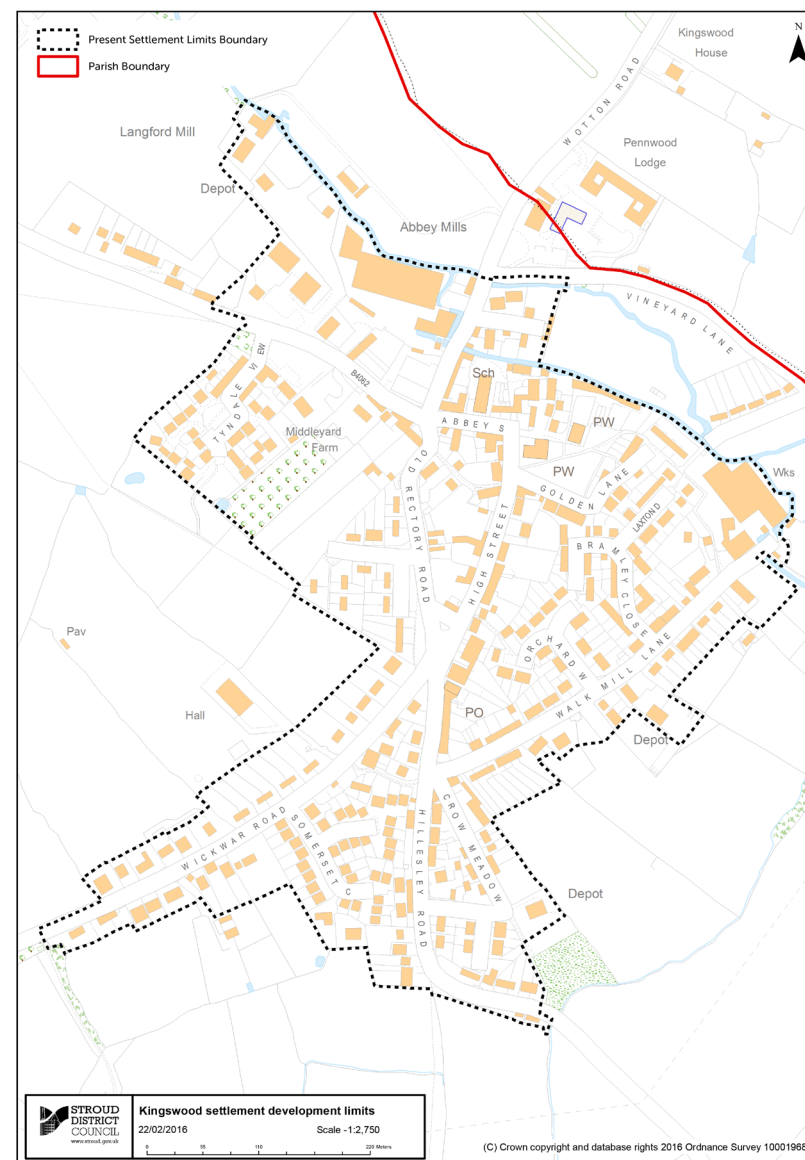 Present Settlement Limits Boundary
Parish Boundary
N
Kingswood
House
WOTTON ROAD
Langford Mill
Pennwood
Lodge
Depot
Abbey Mills
VINEYARD LANE
TYNDALE VIEW
B4062
Sch
ABBEY S
Middleyard
Farm
PW
PW
Wks
OLD RECTORY ROAD
GOLDEN LANE
LAXTON D
HIGH STREET
BRAMLEY CLOSE
Pav
ORCHARD W
WALK MILL LANE
Hall
PO
Depot
WICKWAR ROAD
SOMERSET C
HILLESLEY ROAD
CROW MEADOW
Depot
STROUD
DISTRICT
COUNCIL
www.stroud.gov.uk
Kingswood settlement development limits
22/02/2016
Scale -1:2,750
0 55 110 220 Meters
(C) Crown copyright and database rights 2016 Ordnance Survey 10001965